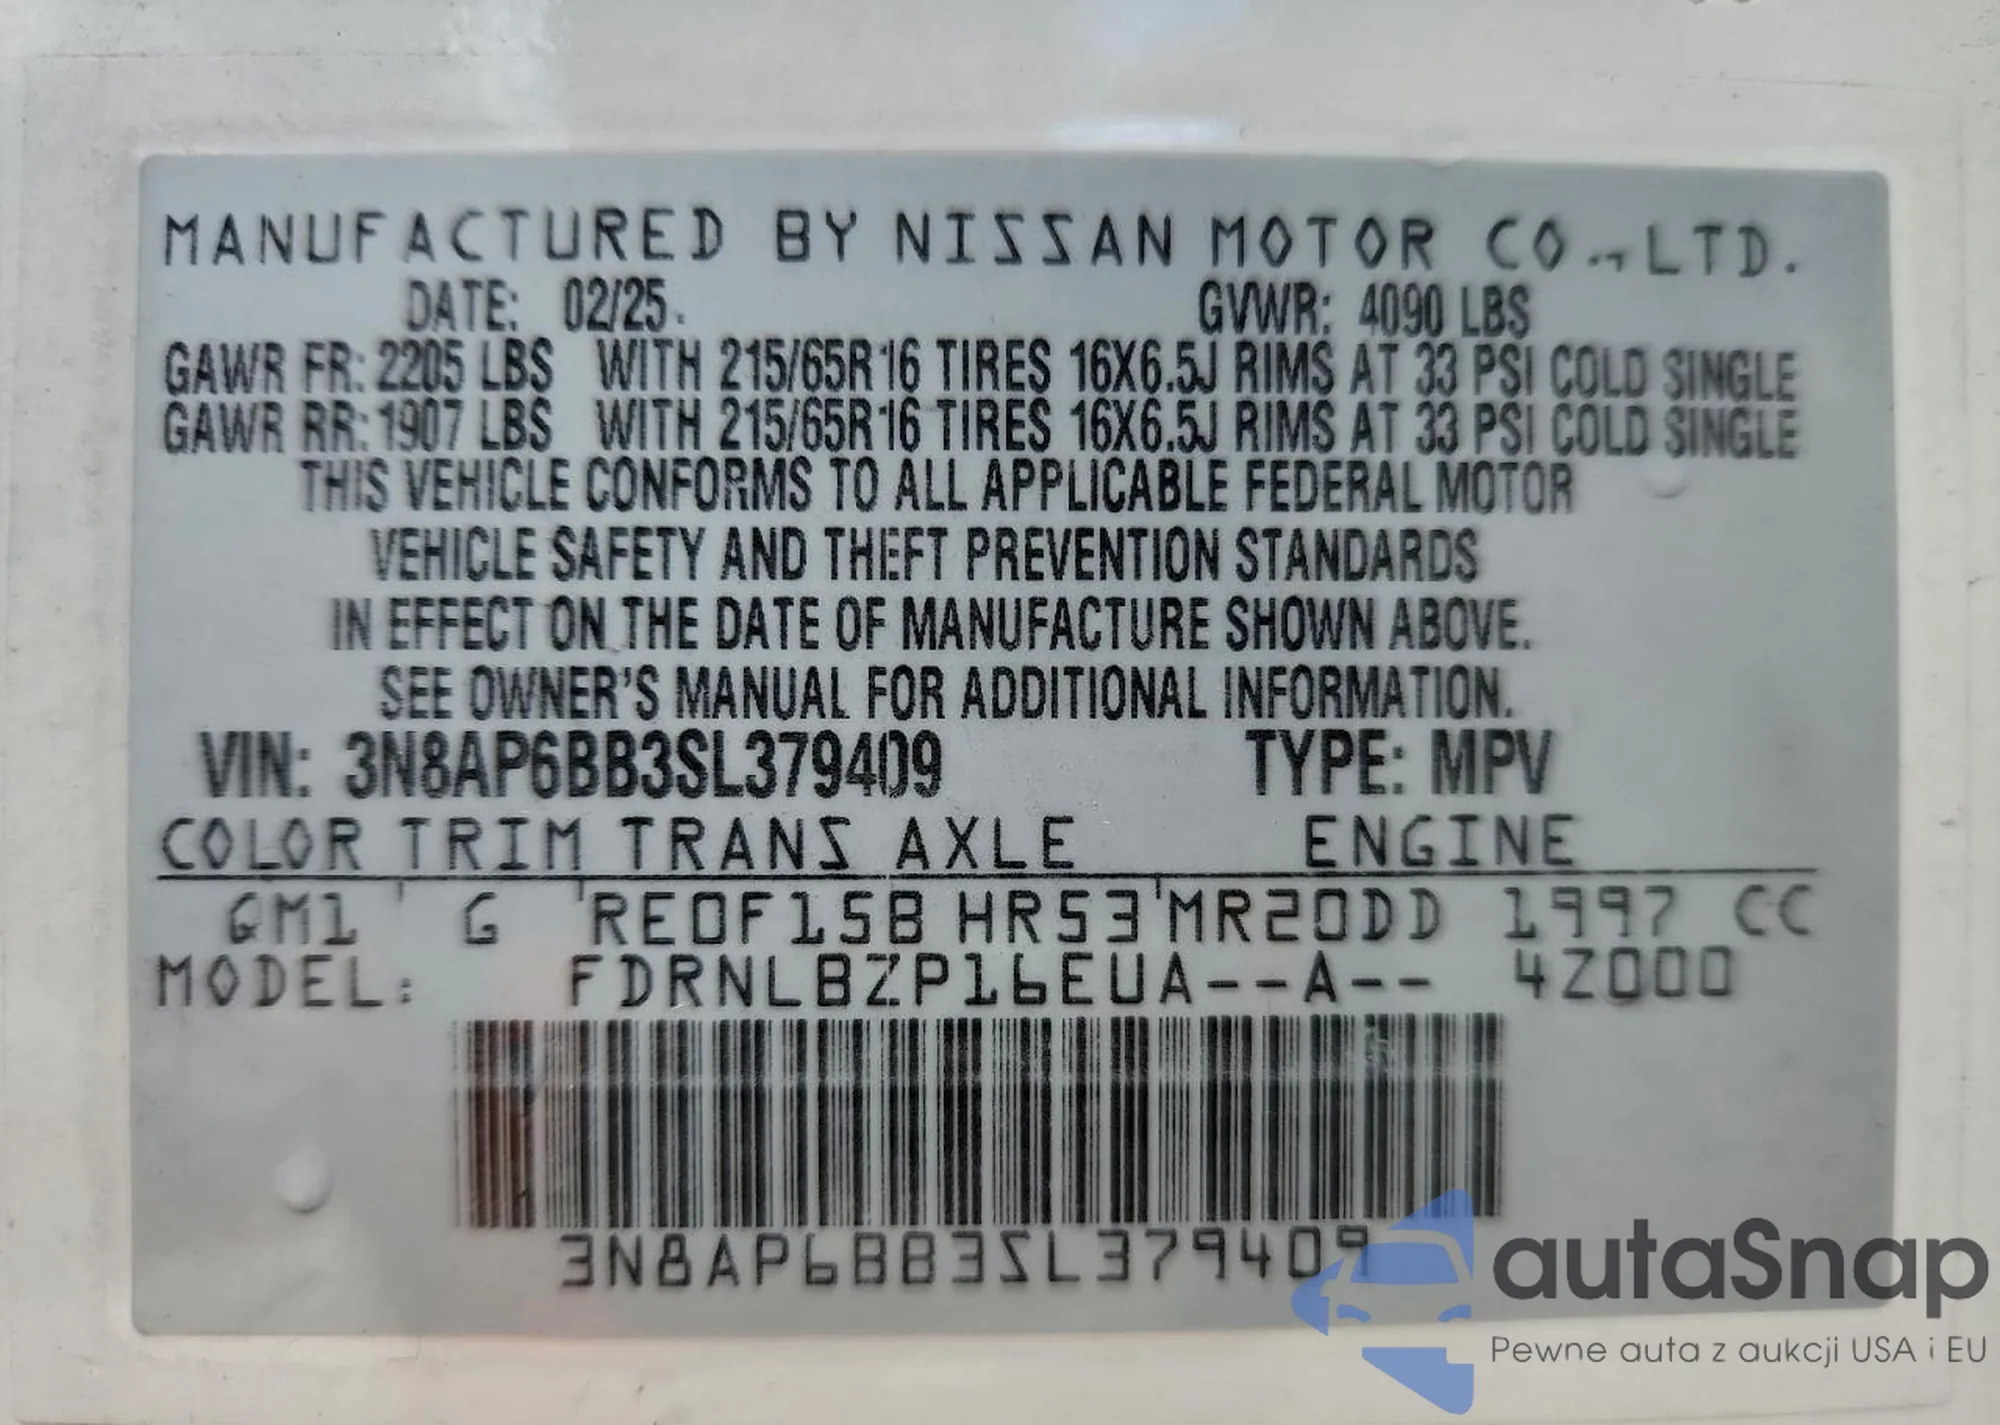 MANUFACTURED BY NISSAN MOTOR CO.,LTD.
DATE: 02/25. GVWR: 4090 LBS
GAWR FR: 2205 LBS WITH 215/65R16 TIRES 16X6.5J RIMS AT 33 PSI COLD SINGLE
GAWR RR: 1907 LBS WITH 215/65R16 TIRES 16X6.5J RIMS AT 33 PSI COLD SINGLE
THIS VEHICLE CONFORMS TO ALL APPLICABLE FEDERAL MOTOR
VEHICLE SAFETY AND THEFT PREVENTION STANDARDS
IN EFFECT ON THE DATE OF MANUFACTURE SHOWN ABOVE.
SEE OWNER'S MANUAL FOR ADDITIONAL INFORMATION.
VIN: 3N8AP6BB3SL379409 TYPE: MPV
COLOR TRIM TRANS AXLE ENGINE
QM1 G RE0F15B HR53 MR20DD 1997 CC
MODEL: FDRNLBZP16EUA--A-- 4Z000
3N8AP6BB3SL379409
autaSnap
Pewne auta z aukcji USA i EU